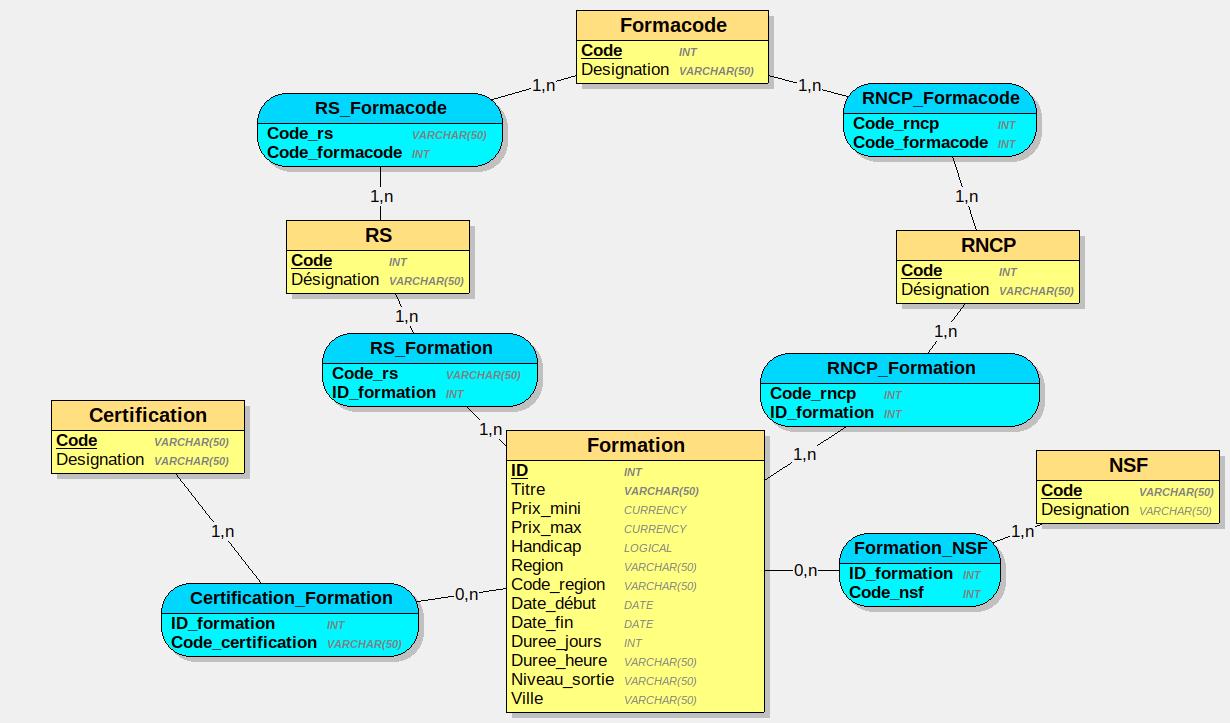 Formacode
Code INT
Designation VARCHAR(50)
1,n
1,n
RS_Formacode
Code_rs VARCHAR(50)
Code_formacode INT
RNCP_Formacode
Code_rncp INT
Code_formacode INT
1,n
1,n
RS
Code INT
Désignation VARCHAR(50)
RNCP
Code INT
Désignation VARCHAR(50)
1,n
1,n
RS_Formation
Code_rs VARCHAR(50)
ID_formation INT
RNCP_Formation
Code_rncp INT
ID_formation INT
Certification
Code VARCHAR(50)
Designation VARCHAR(50)
1,n
1,n
Formation
ID INT
Titre VARCHAR(50)
Prix_mini CURRENCY
Prix_max CURRENCY
Handicap LOGICAL
Region VARCHAR(50)
Code_region VARCHAR(50)
Date_début DATE
Date_fin DATE
Duree_jours INT
Duree_heure VARCHAR(50)
Niveau_sortie VARCHAR(50)
Ville VARCHAR(50)
NSF
Code VARCHAR(50)
Designation VARCHAR(50)
1,n
1,n
0,n
Formation_NSF
ID_formation INT
Code_nsf INT
0,n
Certification_Formation
ID_formation INT
Code_certification VARCHAR(50)